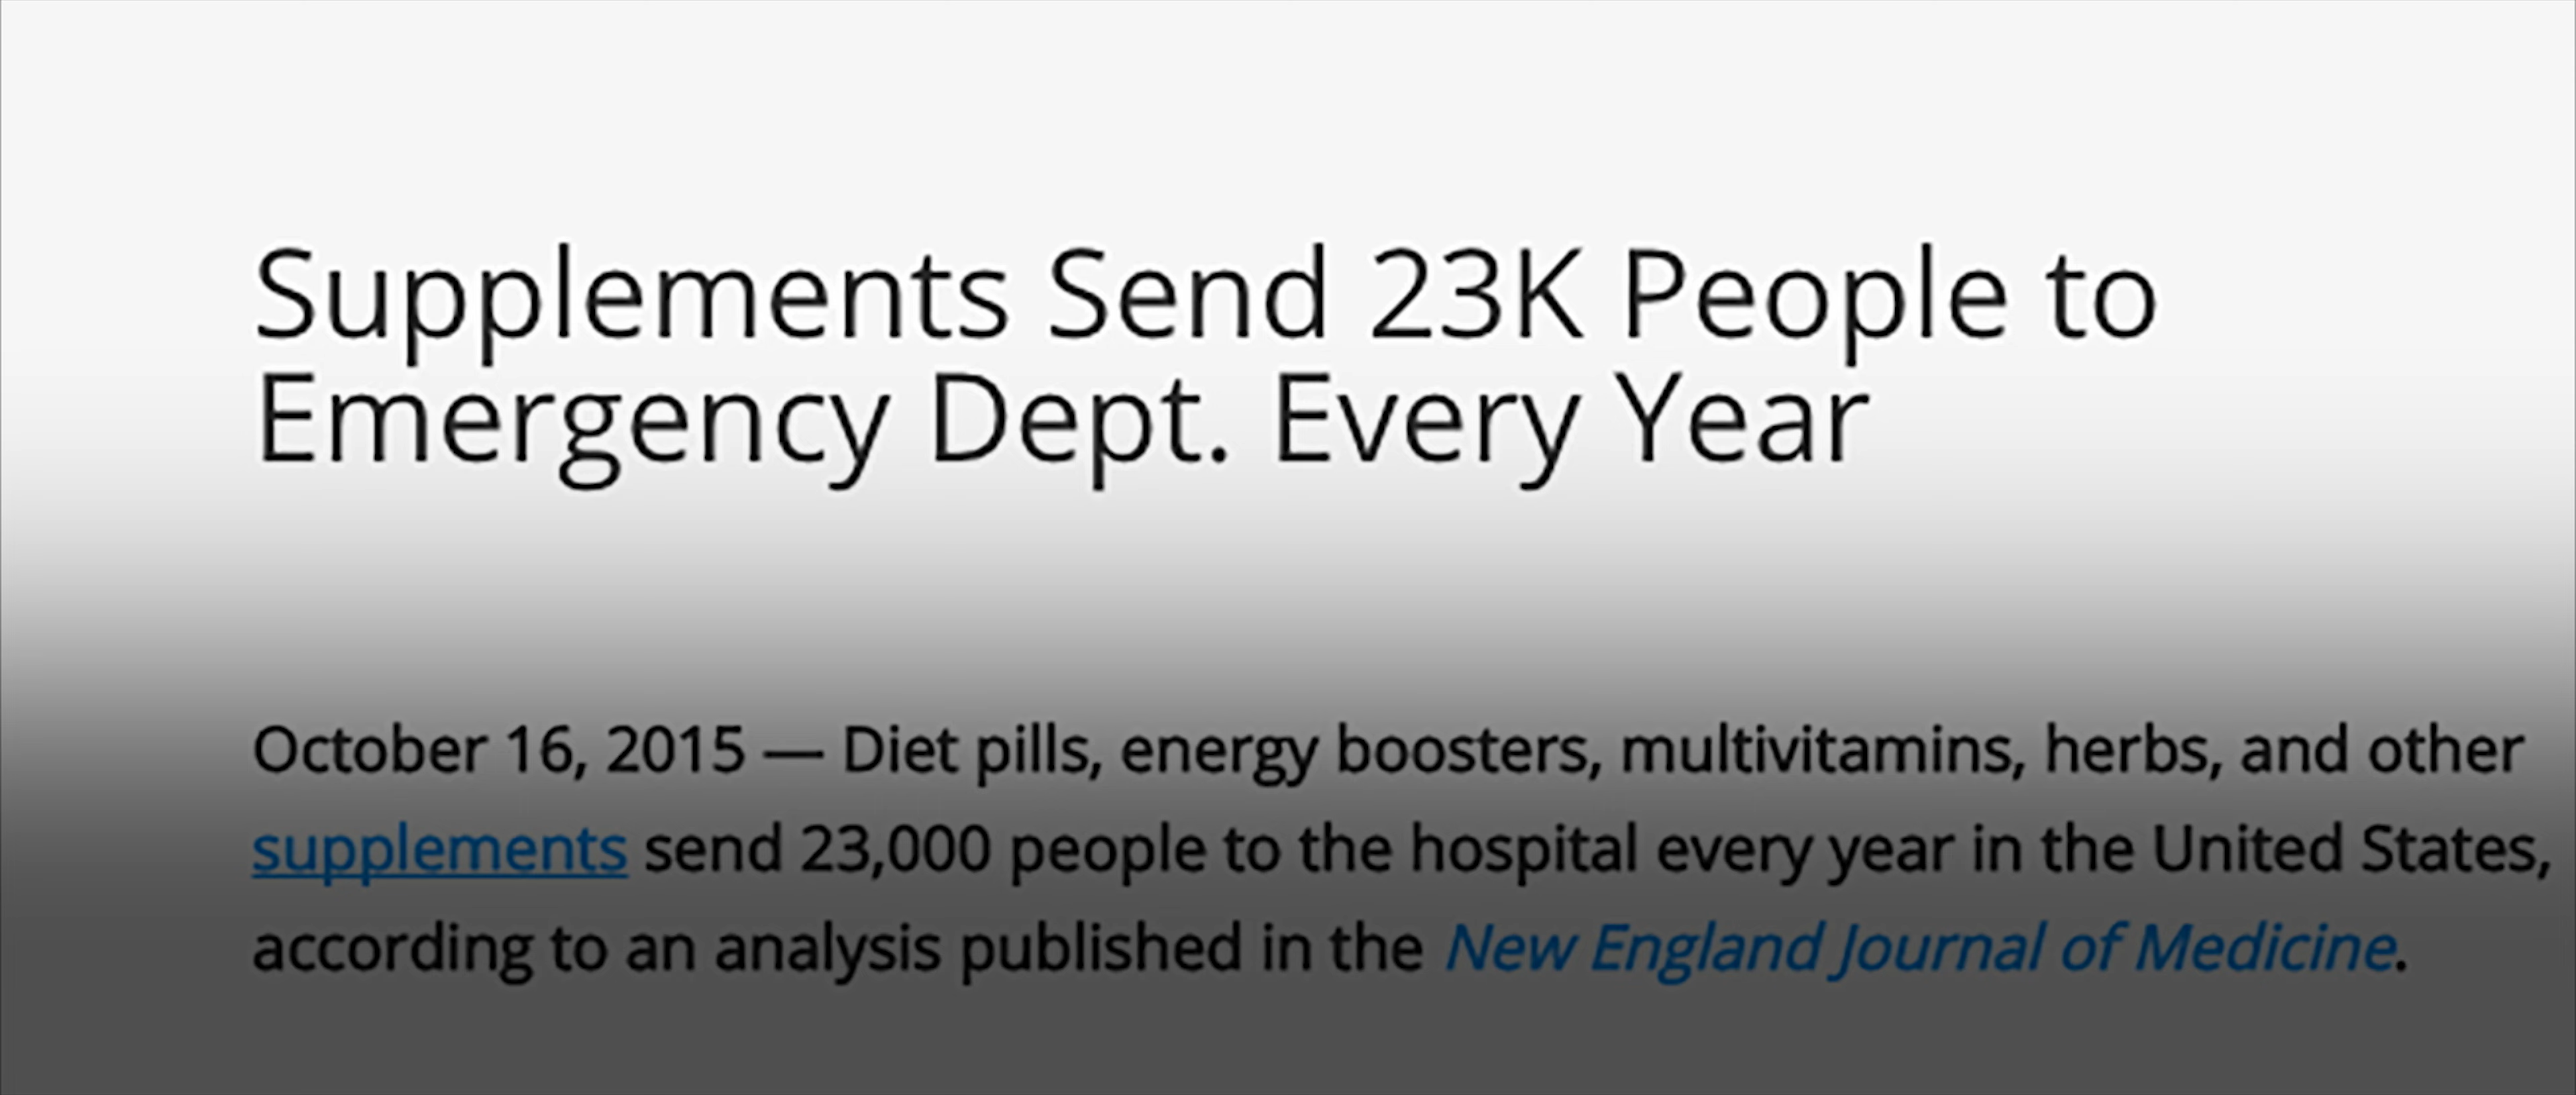 Supplements Send 23K People to
Emergency Dept. Every Year
October 16, 2015 — Diet pills, energy boosters, multivitamins, herbs, and other
supplements send 23,000 people to the hospital every year in the United States,
according to an analysis published in the New England Journal of Medicine.